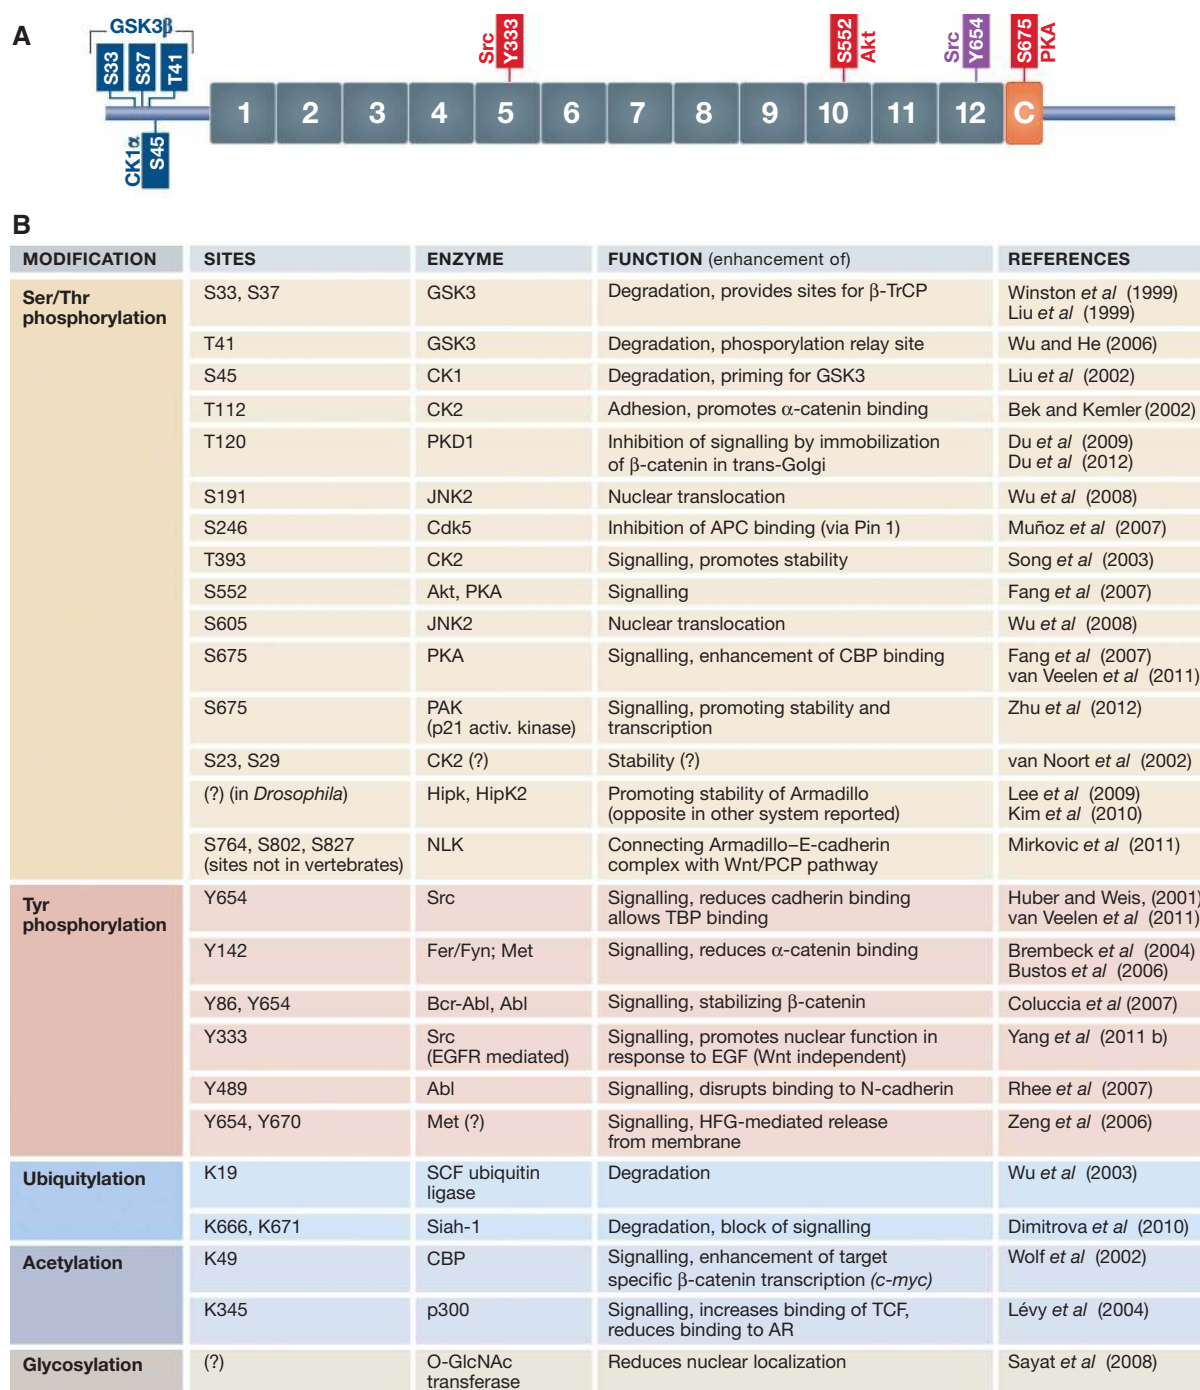 A
GSK3β
S33 S37 T41
CK1α S45
Src Y333
S552 Akt
Src Y654
S675 PKA
1 2 3 4 5 6 7 8 9 10 11 12 C
B
MODIFICATION SITES ENZYME FUNCTION (enhancement of) REFERENCES
Ser/Thr phosphorylation
S33, S37 GSK3 Degradation, provides sites for β-TrCP Winston et al (1999)
Liu et al (1999)
T41 GSK3 Degradation, phosporylation relay site Wu and He (2006)
S45 CK1 Degradation, priming for GSK3 Liu et al (2002)
T112 CK2 Adhesion, promotes α-catenin binding Bek and Kemler (2002)
T120 PKD1 Inhibition of signalling by immobilization Du et al (2009)
of β-catenin in trans-Golgi Du et al (2012)
S191 JNK2 Nuclear translocation Wu et al (2008)
S246 Cdk5 Inhibition of APC binding (via Pin 1) Muñoz et al (2007)
T393 CK2 Signalling, promotes stability Song et al (2003)
S552 Akt, PKA Signalling Fang et al (2007)
S605 JNK2 Nuclear translocation Wu et al (2008)
S675 PKA Signalling, enhancement of CBP binding Fang et al (2007)
van Veelen et al (2011)
S675 PAK Signalling, promoting stability and Zhu et al (2012)
(p21 activ. kinase) transcription
S23, S29 CK2 (?) Stability (?) van Noort et al (2002)
(?) (in Drosophila) Hipk, HipK2 Promoting stability of Armadillo Lee et al (2009)
(opposite in other system reported) Kim et al (2010)
S764, S802, S827 NLK Connecting Armadillo–E-cadherin Mirkovic et al (2011)
(sites not in vertebrates) complex with Wnt/PCP pathway
Tyr phosphorylation
Y654 Src Signalling, reduces cadherin binding Huber and Weis, (2001)
allows TBP binding van Veelen et al (2011)
Y142 Fer/Fyn; Met Signalling, reduces α-catenin binding Brembeck et al (2004)
Bustos et al (2006)
Y86, Y654 Bcr-Abl, Abl Signalling, stabilizing β-catenin Coluccia et al (2007)
Y333 Src Signalling, promotes nuclear function in Yang et al (2011 b)
(EGFR mediated) response to EGF (Wnt independent)
Y489 Abl Signalling, disrupts binding to N-cadherin Rhee et al (2007)
Y654, Y670 Met (?) Signalling, HFG-mediated release Zeng et al (2006)
from membrane
Ubiquitylation
K19 SCF ubiquitin Degradation Wu et al (2003)
ligase
K666, K671 Siah-1 Degradation, block of signalling Dimitrova et al (2010)
Acetylation
K49 CBP Signalling, enhancement of target Wolf et al (2002)
specific β-catenin transcription (c-myc)
K345 p300 Signalling, increases binding of TCF, Lévy et al (2004)
reduces binding to AR
Glycosylation (?) O-GlcNAc Reduces nuclear localization Sayat et al (2008)
transferase